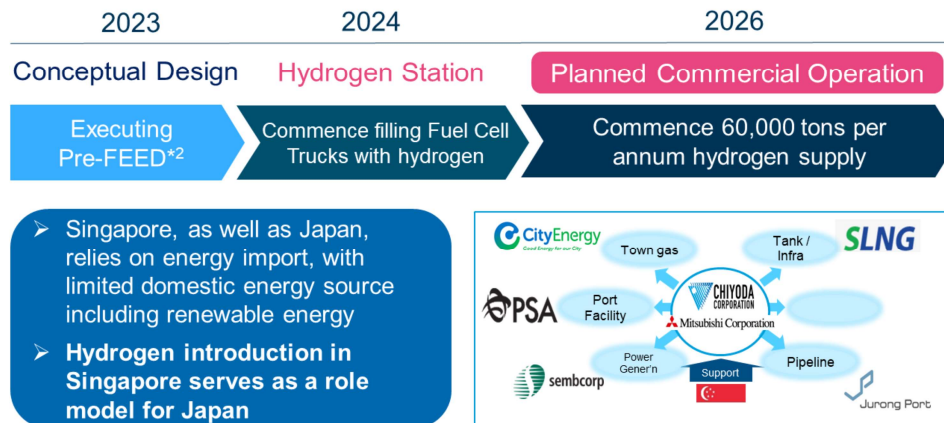 2023
2024
2026
Conceptual Design
Hydrogen Station
Planned Commercial Operation
Executing
Pre-FEED*2
Commence filling Fuel Cell
Trucks with hydrogen
Commence 60,000 tons per
annum hydrogen supply
➢ Singapore, as well as Japan,
relies on energy import, with
limited domestic energy source
including renewable energy
➢ Hydrogen introduction in
Singapore serves as a role
model for Japan
CityEnergy
Good Energy for our City
Town gas
Tank /
Infra
SLNG
PSA
Port
Facility
CHIYODA
CORPORATION
Mitsubishi Corporation
sembcorp
Power
Gener'n
Support
Pipeline
Jurong Port